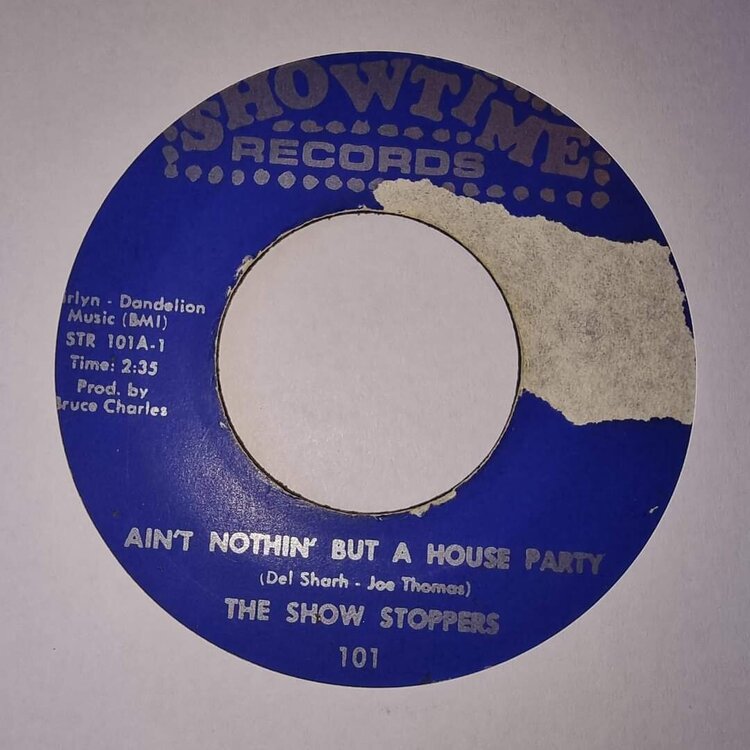 SHOWTIME
RECORDS
rlyn - Dandelion
Music (BMI)
STR 101A-1
Time: 2:35
Prod. by
Bruce Charles
AIN'T NOTHIN' BUT A HOUSE PARTY
(Del Sharh - Joe Thomas)
THE SHOW STOPPERS
101